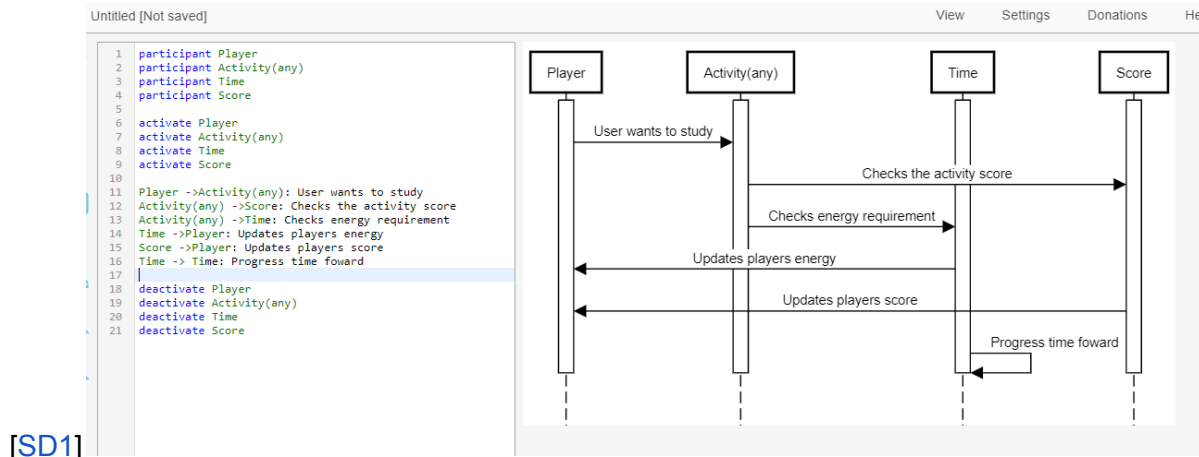 Untitled [Not saved]
View Settings Donations He
1 participant Player
2 participant Activity(any)
3 participant Time
4 participant Score
5
6 activate Player
7 activate Activity(any)
8 activate Time
9 activate Score
10
11 Player ->Activity(any): User wants to study
12 Activity(any) ->Score: Checks the activity score
13 Activity(any) ->Time: Checks energy requirement
14 Time ->Player: Updates players energy
15 Score ->Player: Updates players score
16 Time -> Time: Progress time foward
17
18 deactivate Player
19 deactivate Activity(any)
20 deactivate Time
21 deactivate Score
Player Activity(any) Time Score
User wants to study
Checks the activity score
Checks energy requirement
Updates players energy
Updates players score
Progress time foward
[SD1]